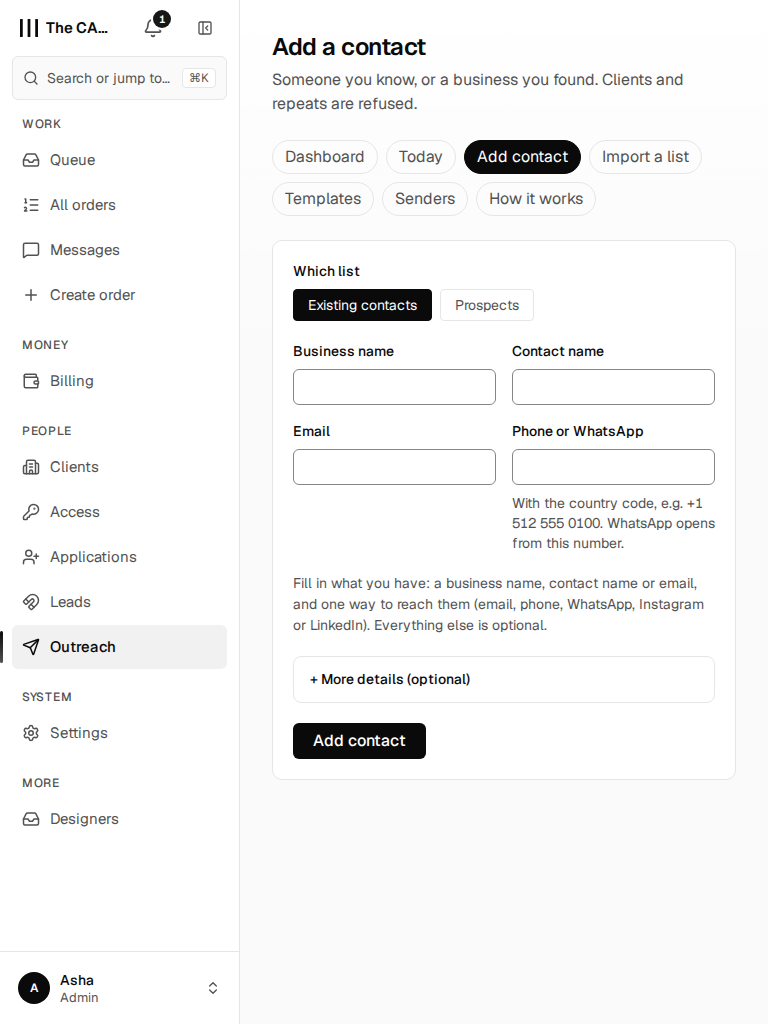 The CA...
1
Search or jump to... ⌘K
WORK
Queue
All orders
Messages
Create order
MONEY
Billing
PEOPLE
Clients
Access
Applications
Leads
Outreach
SYSTEM
Settings
MORE
Designers
A
Asha
Admin
Add a contact
Someone you know, or a business you found. Clients and
repeats are refused.
Dashboard Today Add contact Import a list
Templates Senders How it works
Which list
Existing contacts Prospects
Business name Contact name
Email Phone or WhatsApp
With the country code, e.g. +1
512 555 0100. WhatsApp opens
from this number.
Fill in what you have: a business name, contact name or email,
and one way to reach them (email, phone, WhatsApp, Instagram
or LinkedIn). Everything else is optional.
+ More details (optional)
Add contact